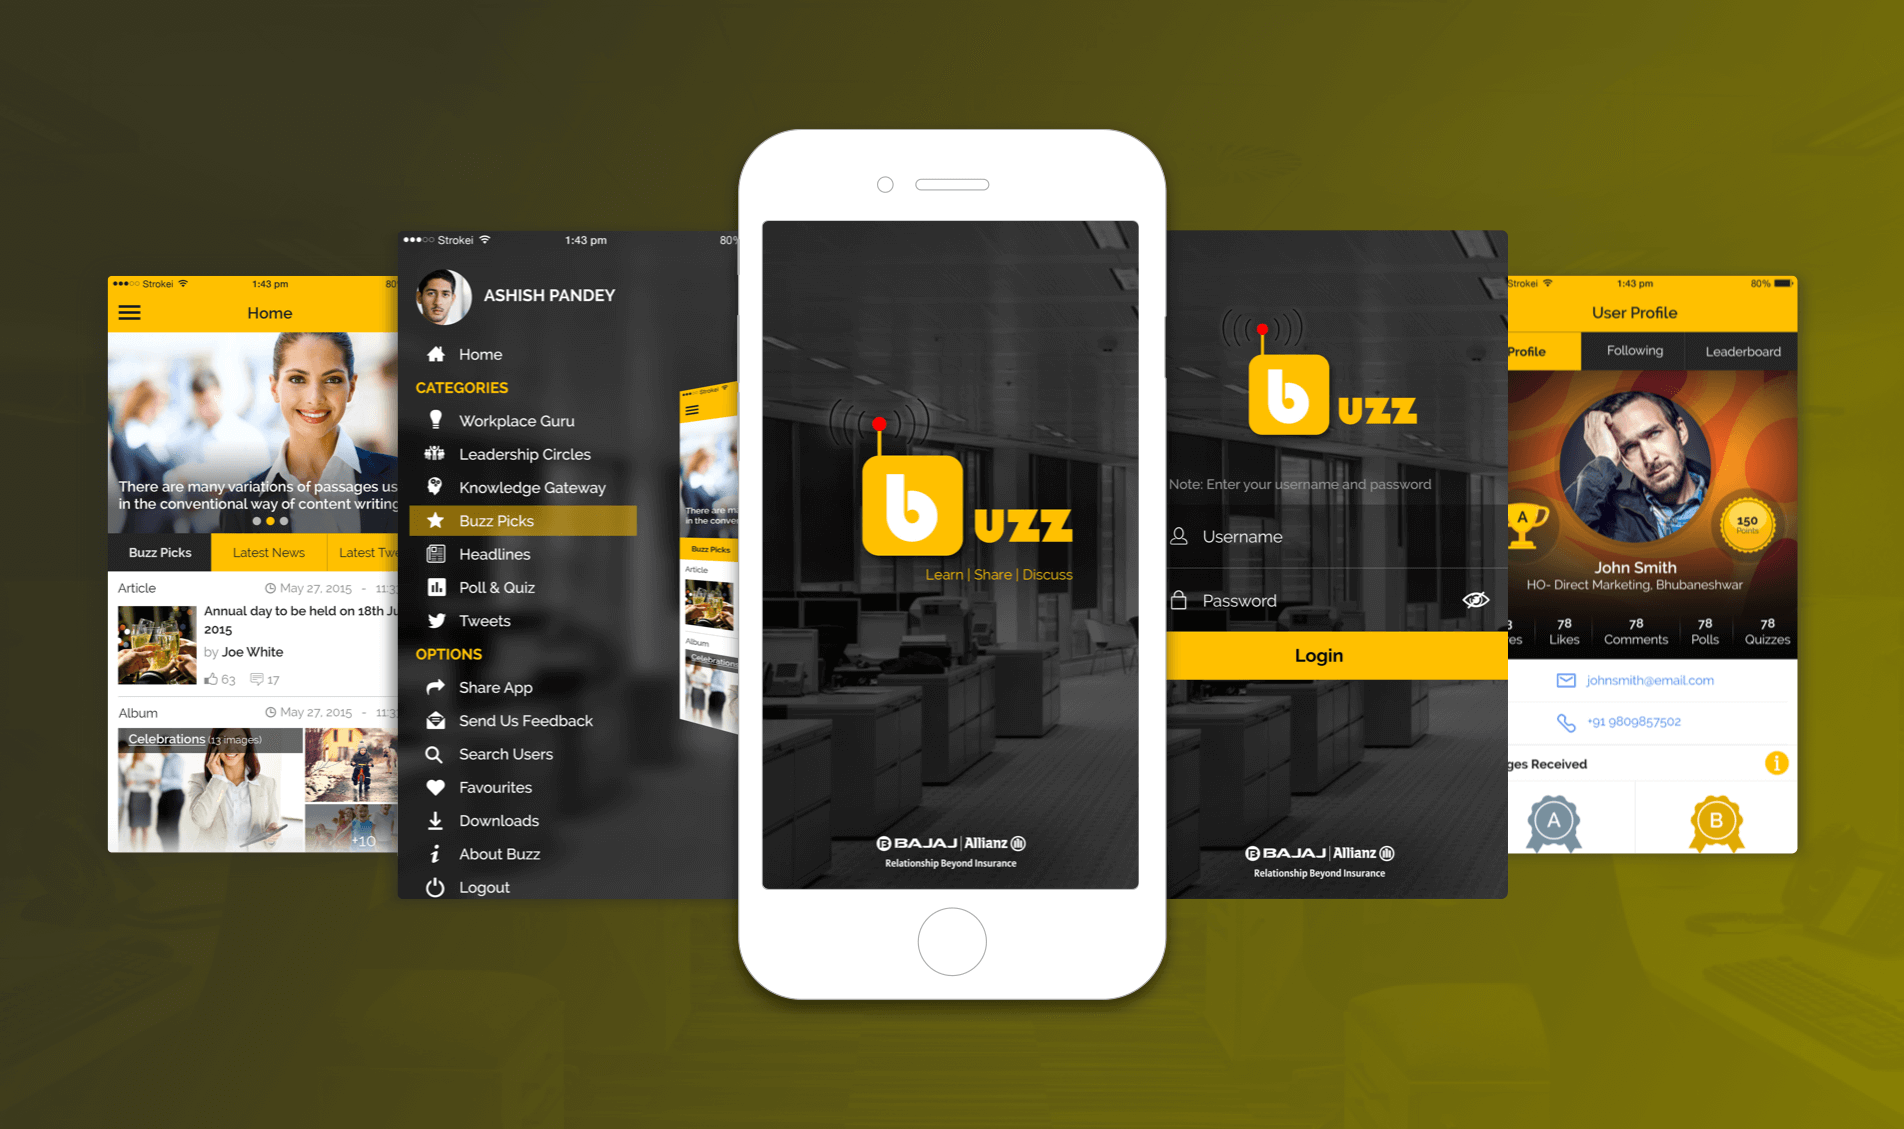 Strokei 1:43 pm 80
Home
There are many variations of passages us
in the conventional way of content writing
Buzz Picks Latest News Latest Twe
Article May 27, 2015 - 11:3
Annual day to be held on 18th Ju
2015
by Joe White
63 17
Album May 27, 2015 - 11:3
Celebrations (13 images)
+10
Strokei 1:43 pm 80%
ASHISH PANDEY
Home
CATEGORIES
Workplace Guru
Leadership Circles
Knowledge Gateway
Buzz Picks
Headlines
Poll & Quiz
Tweets
OPTIONS
Share App
Send Us Feedback
Search Users
Favourites
Downloads
About Buzz
Logout
Strokei
There are m
in the conven
Buzz Picks
Article
Album
Celebrations
b uzz
Learn | Share | Discuss
BAJAJ | Allianz
Relationship Beyond Insurance
b uzz
Note: Enter your username and password
Username
Password
Login
BAJAJ | Allianz
Relationship Beyond Insurance
Strokei 1:43 pm 80%
User Profile
Profile Following Leaderboard
A
150
Points
John Smith
HO- Direct Marketing, Bhubaneshwar
78 78 78 78
es Likes Comments Polls Quizzes
johnsmith@email.com
+91 9809857502
ges Received i
A B